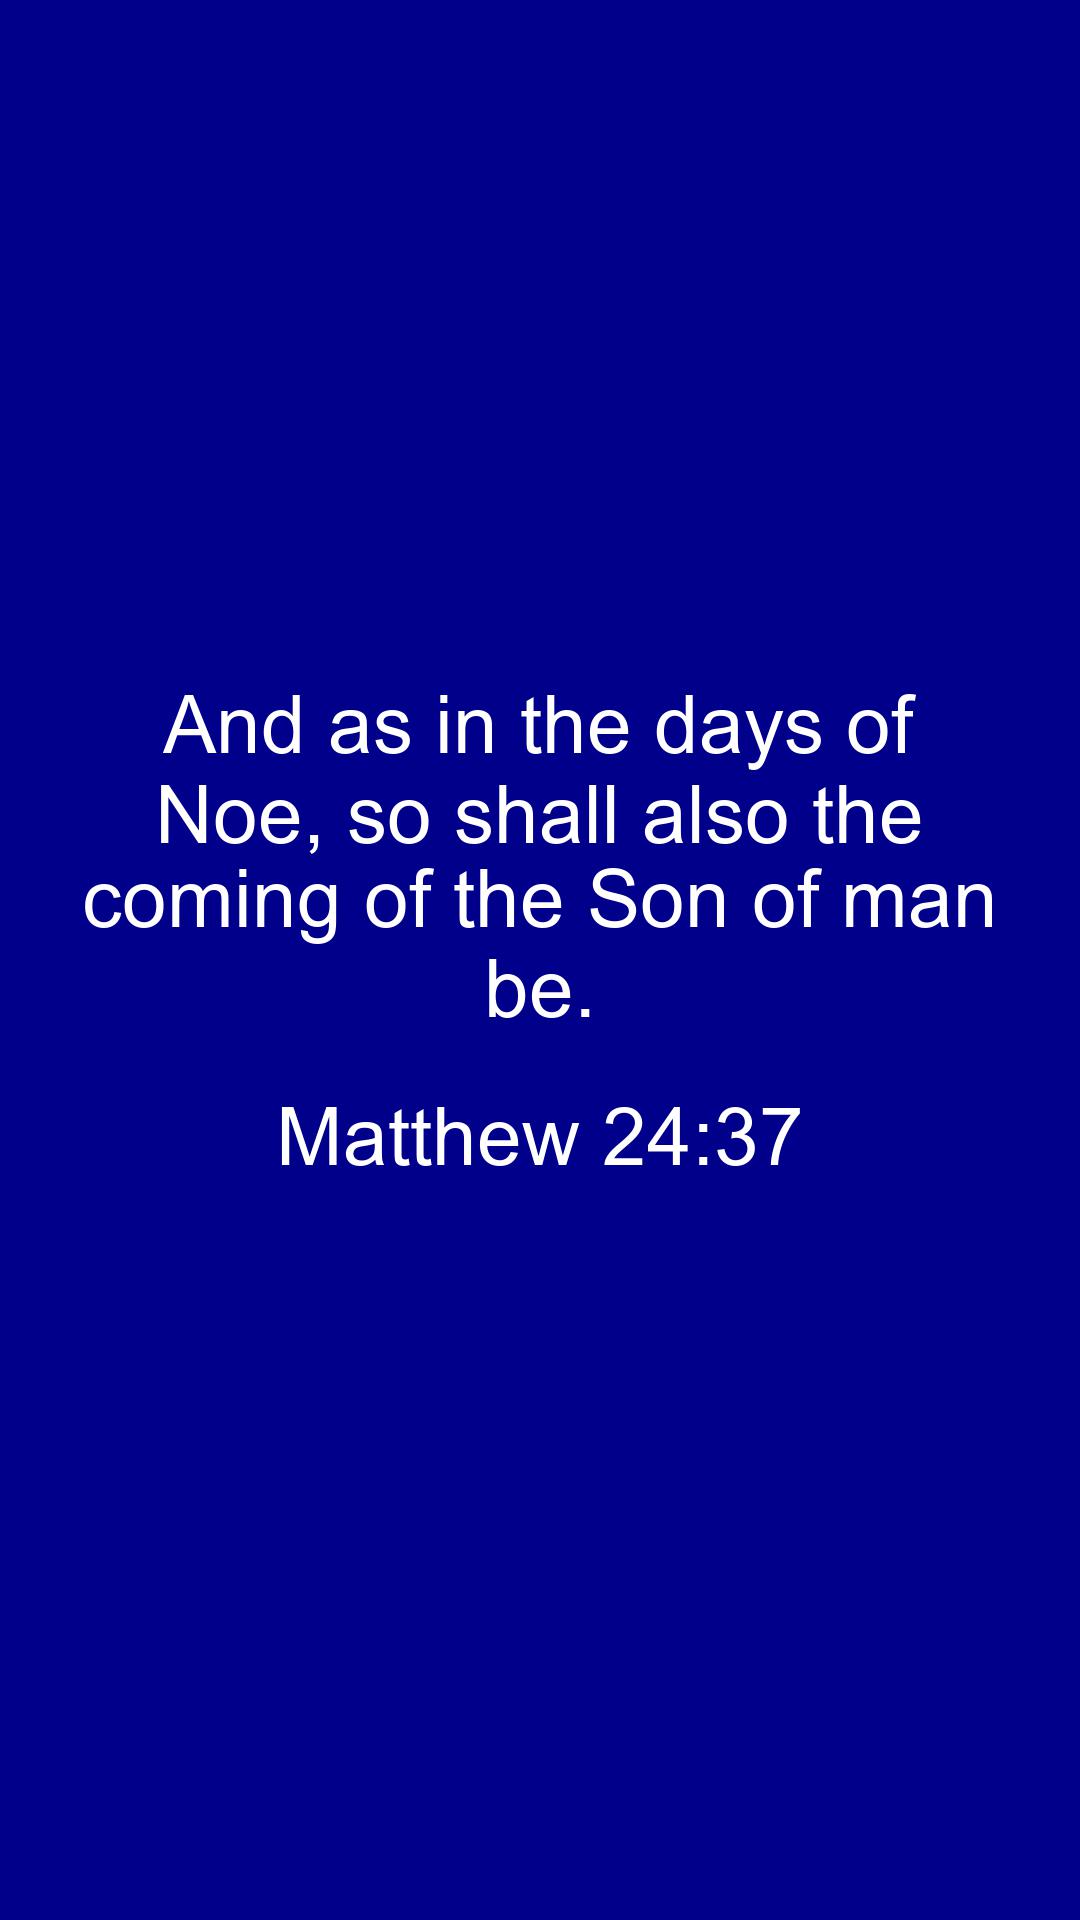 And as in the days of
Noe, so shall also the
coming of the Son of man
be.
Matthew 24:37